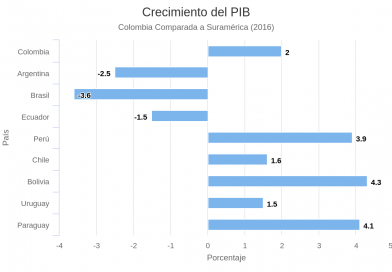 Crecimiento del PIB
Colombia Comparada a Suramérica (2016)
País
Colombia 2
Argentina -2.5
Brasil -3.6
Ecuador -1.5
Perú 3.9
Chile 1.6
Bolivia 4.3
Uruguay 1.5
Paraguay 4.1
-4 -3 -2 -1 0 1 2 3 4 5
Porcentaje